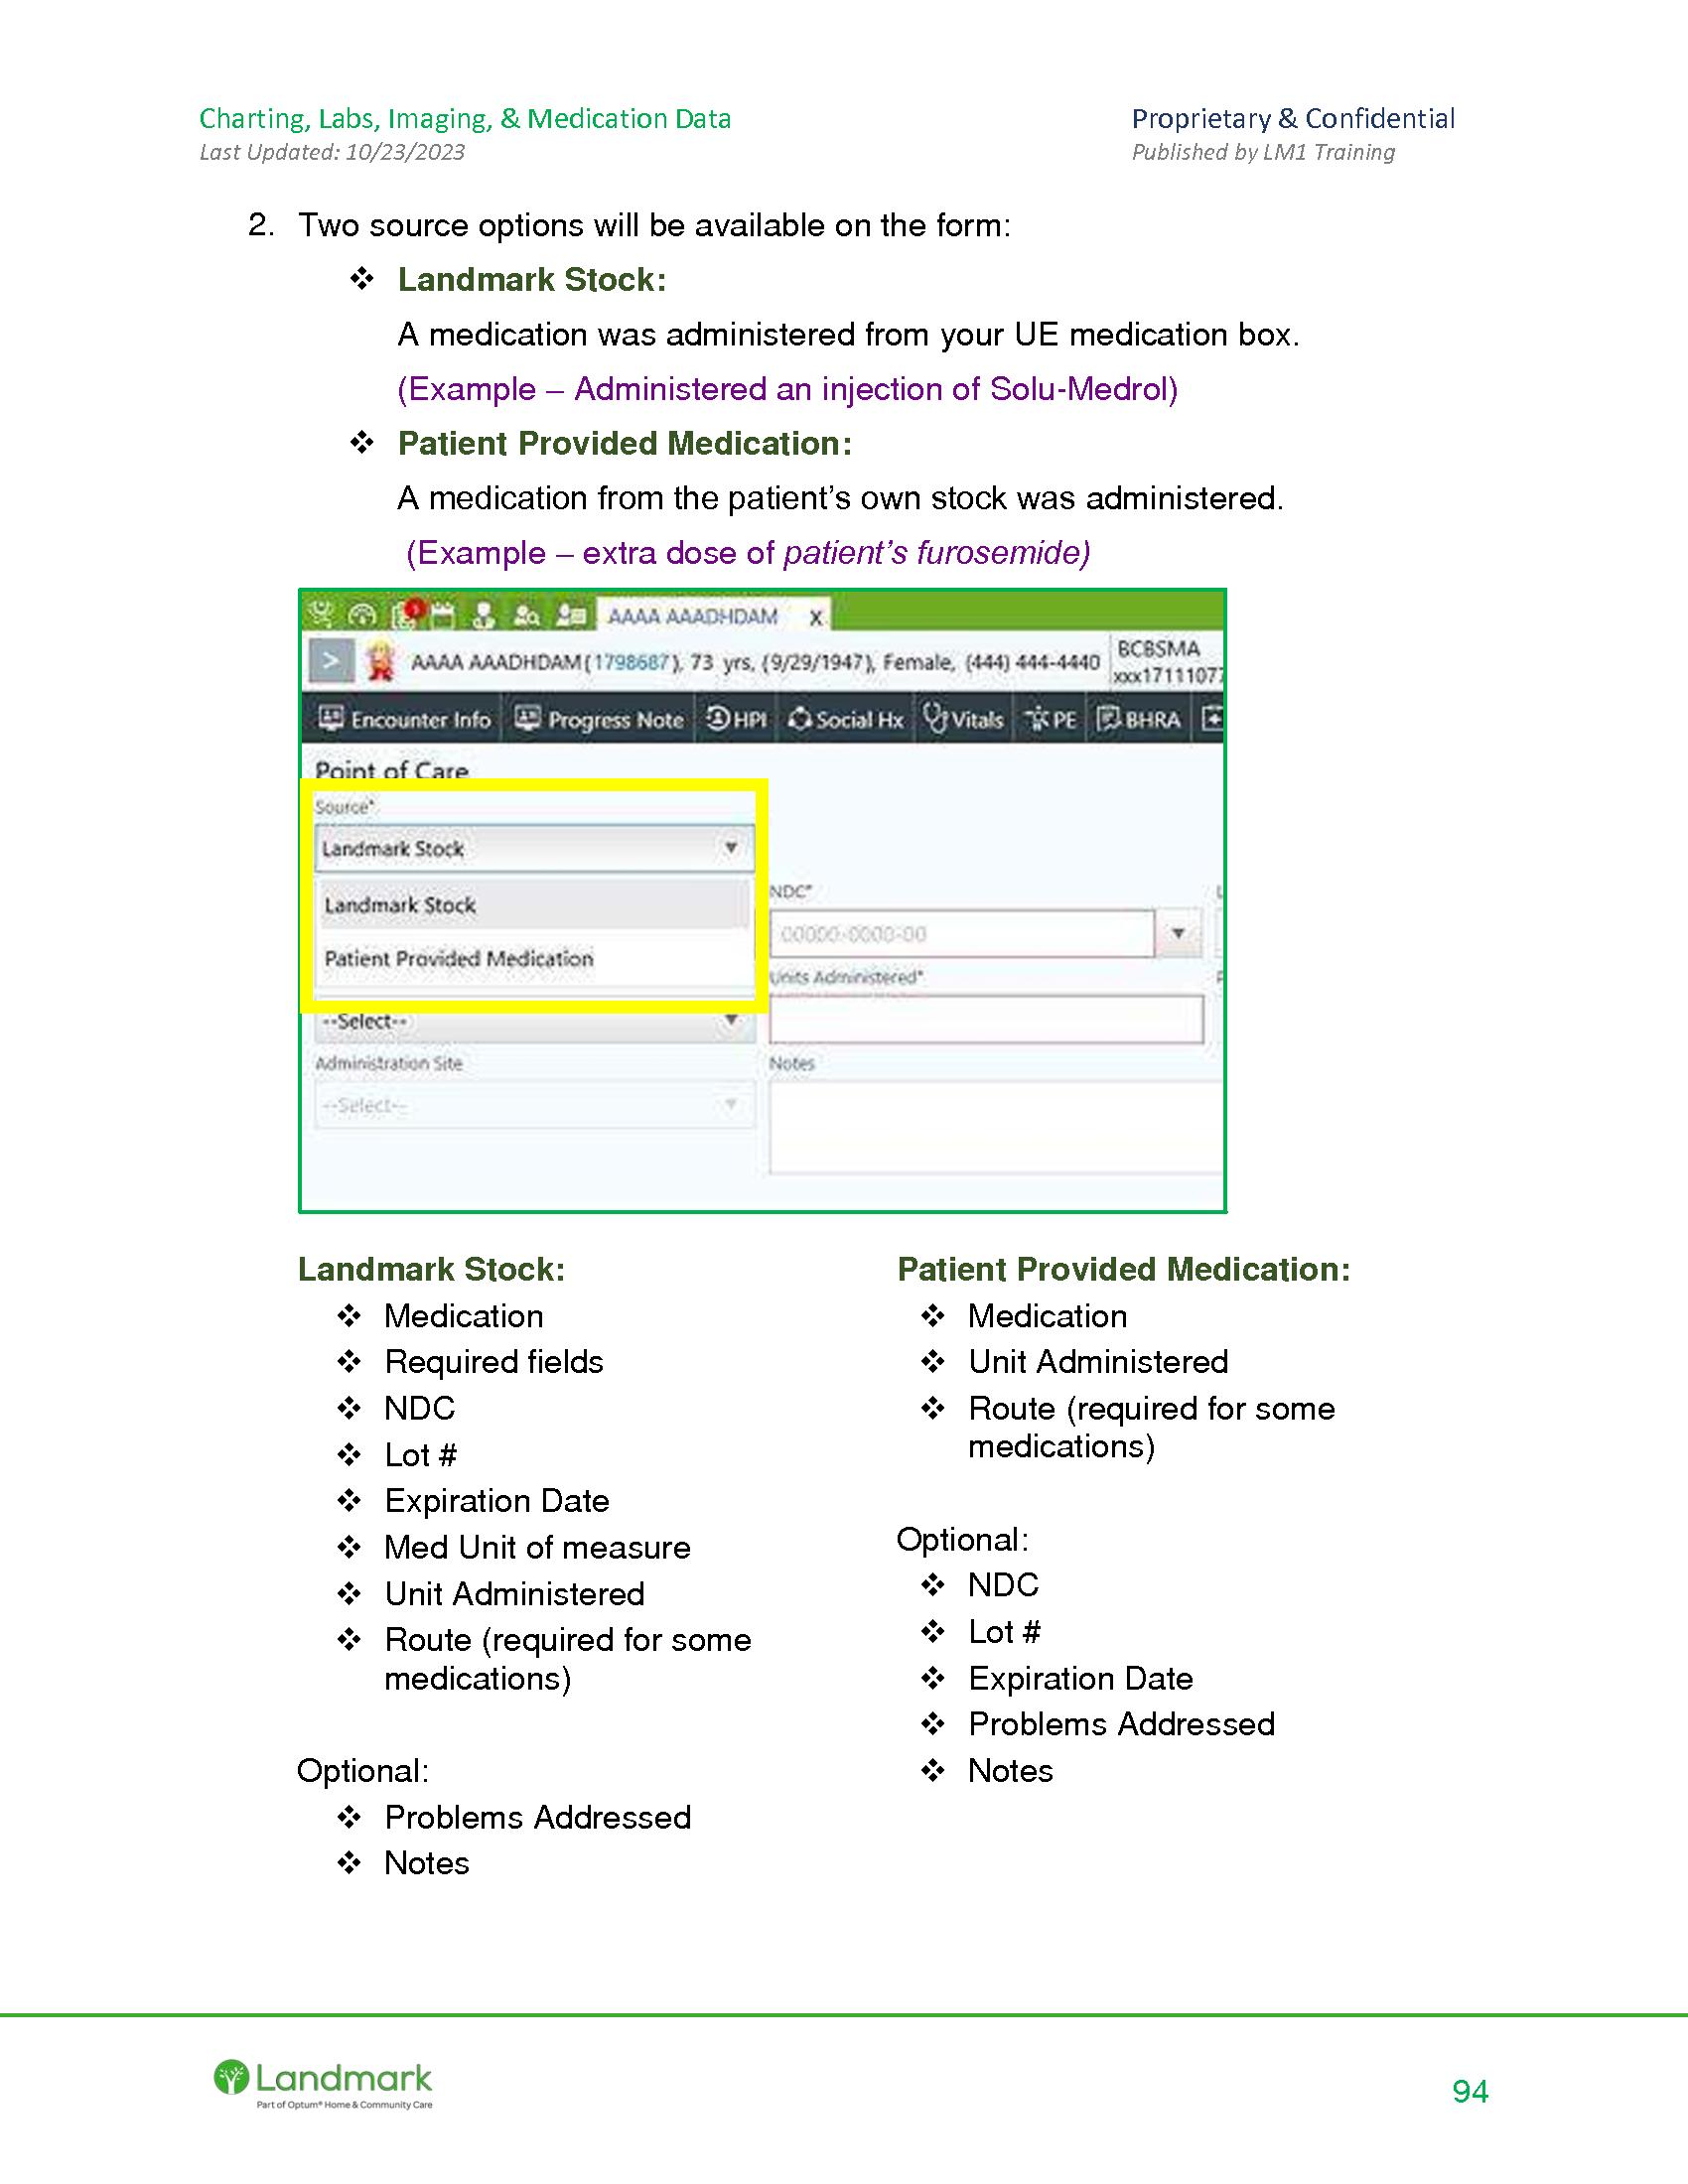 Charting, Labs, Imaging, & Medication Data
Last Updated: 10/23/2023
Proprietary & Confidential
Published by LM1 Training
2. Two source options will be available on the form:
❖ Landmark Stock:
A medication was administered from your UE medication box.
(Example – Administered an injection of Solu-Medrol)
❖ Patient Provided Medication:
A medication from the patient’s own stock was administered.
(Example – extra dose of patient’s furosemide)
AAAA AAADHDAM X
> AAAA AAADHDAM(1798687), 73 yrs, (9/29/1947), Female, (444) 444-4440
BCBSMA
xxx17111077
Encounter Info Progress Note HPI Social Hx Vitals PE BHRA
Point of Care
Source*
Landmark Stock
Landmark Stock
Patient Provided Medication
NDC*
00000-0000-00
Units Administered*
--Select--
Administration Site
--Select--
Notes
Landmark Stock:
❖ Medication
❖ Required fields
❖ NDC
❖ Lot #
❖ Expiration Date
❖ Med Unit of measure
❖ Unit Administered
❖ Route (required for some
medications)
Optional:
❖ Problems Addressed
❖ Notes
Patient Provided Medication:
❖ Medication
❖ Unit Administered
❖ Route (required for some
medications)
Optional:
❖ NDC
❖ Lot #
❖ Expiration Date
❖ Problems Addressed
❖ Notes
Landmark
Part of Optum® Home & Community Care
94